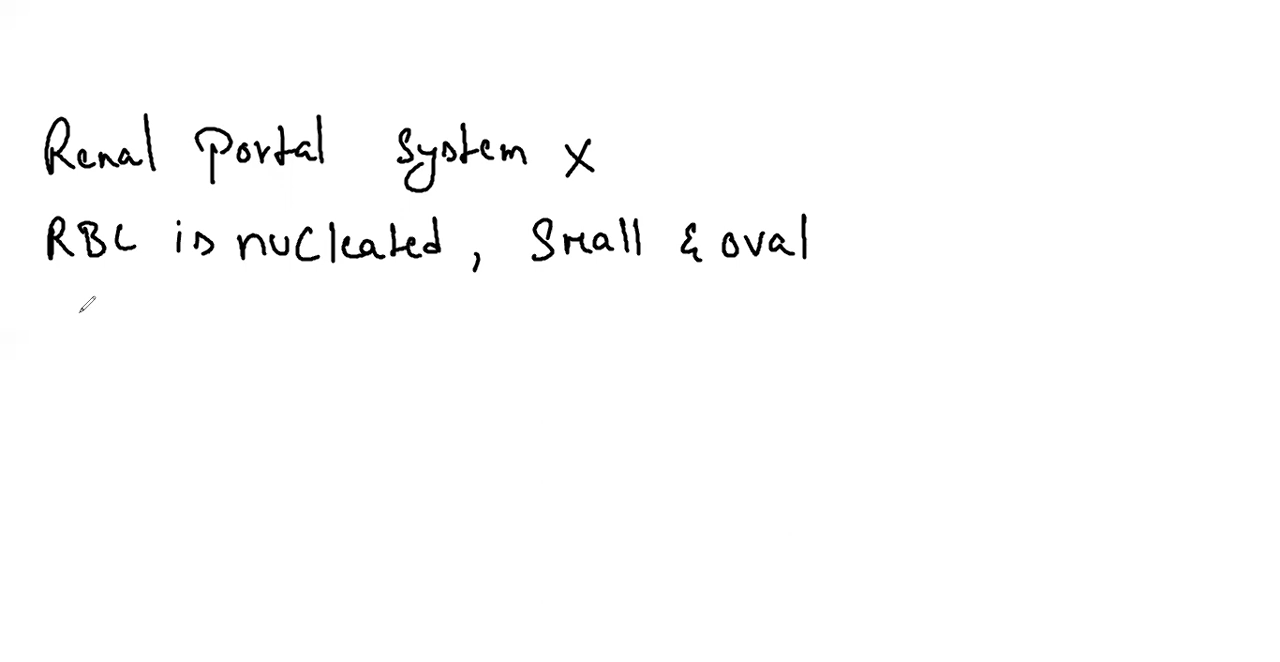 Renal Portal System X
RBC is nucleated, Small & oval